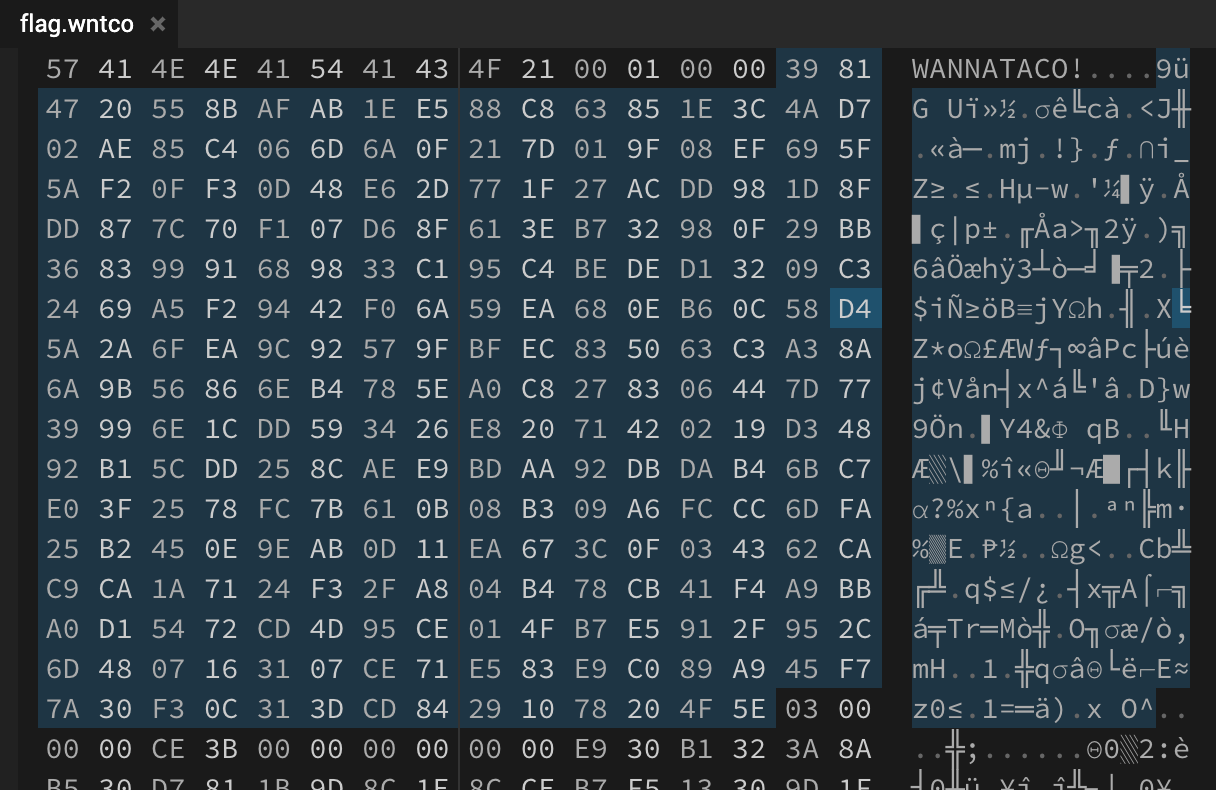 flag.wntco ×
57 41 4E 4E 41 54 41 43 4F 21 00 01 00 00 39 81 WANNATACO!....9ü
47 20 55 8B AF AB 1E E5 88 C8 63 85 1E 3C 4A D7 G Uï»½.σê╚cà.<J╫
02 AE 85 C4 06 6D 6A 0F 21 7D 01 9F 08 EF 69 5F .«à─.mj.!}.ƒ.∩i_
5A F2 0F F3 0D 48 E6 2D 77 1F 27 AC DD 98 1D 8F Z≥.≤.Hµ-w.'¼▌ÿ.Å
DD 87 7C 70 F1 07 D6 8F 61 3E B7 32 98 0F 29 BB ▌ç|p±.╓Åa>╖2ÿ.)╗
36 83 99 91 68 98 33 C1 95 C4 BE DE D1 32 09 C3 6âÖæhÿ3┴ò─╛▐╤2.├
24 69 A5 F2 94 42 F0 6A 59 EA 68 0E B6 0C 58 D4 $iÑ≥öB≡jYΩh.╢.X╘
5A 2A 6F EA 9C 92 57 9F BF EC 83 50 63 C3 A3 8A Z*oΩ£ÆWƒ┐∞âPc├úè
6A 9B 56 86 6E B4 78 5E A0 C8 27 83 06 44 7D 77 j¢Vån┤x^á╚'â.D}w
39 99 6E 1C DD 59 34 26 E8 20 71 42 02 19 D3 48 9Ön.▌Y4&Φ qB..╙H
92 B1 5C DD 25 8C AE E9 BD AA 92 DB DA B4 6B C7 Æ▒\▌%î«Θ╜¬Æ█┌┤k╟
E0 3F 25 78 FC 7B 61 0B 08 B3 09 A6 FC CC 6D FA α?%xⁿ{a..│.ªⁿ╠m·
25 B2 45 0E 9E AB 0D 11 EA 67 3C 0F 03 43 62 CA %▓E.₧½..Ωg<..Cb╩
C9 CA 1A 71 24 F3 2F A8 04 B4 78 CB 41 F4 A9 BB ╔╩.q$≤/¿.┤x╦A⌠⌐╗
A0 D1 54 72 CD 4D 95 CE 01 4F B7 E5 91 2F 95 2C á╤Tr═Mò╬.O╖σæ/ò,
6D 48 07 16 31 07 CE 71 E5 83 E9 C0 89 A9 45 F7 mH..1.╬qσâΘ└ë⌐E≈
7A 30 F3 0C 31 3D CD 84 29 10 78 20 4F 5E 03 00 z0≤.1=═ä).x O^..
00 00 CE 3B 00 00 00 00 00 00 E9 30 B1 32 3A 8A ..╬;......Θ0▒2:è